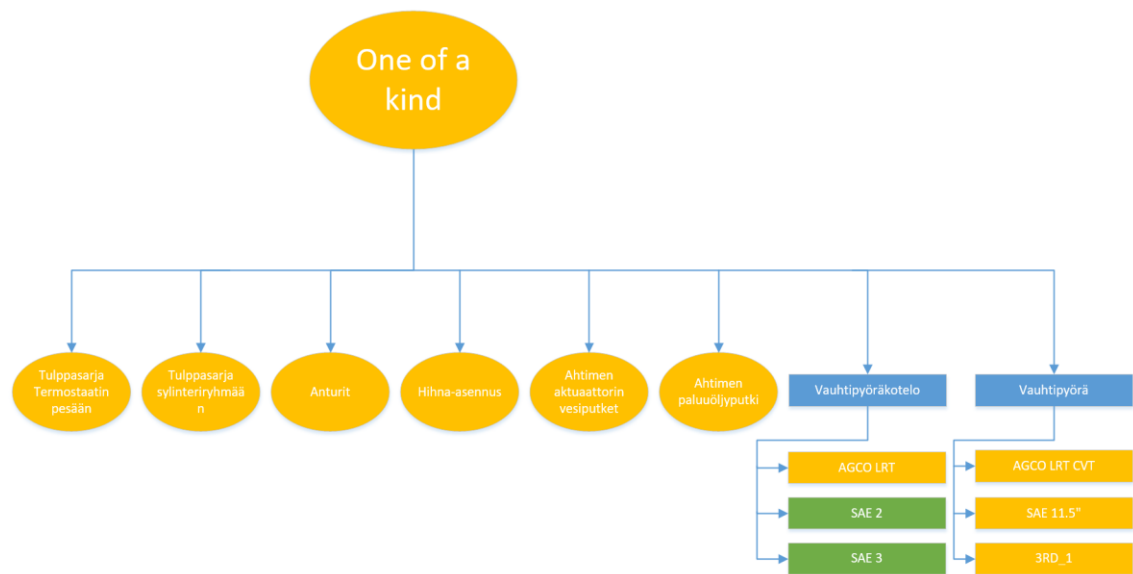 One of a
kind
Tulppasarja
Termostaatin
pesään
Tulppasarja
sylinteriryhmää
n
Anturit
Hihna-asennus
Ahtimen
aktuaattorin
vesiputket
Ahtimen
paluuöljyputki
Vauhtipyöräkotelo
Vauhtipyörä
AGCO LRT
SAE 2
SAE 3
AGCO LRT CVT
SAE 11.5"
3RD_1